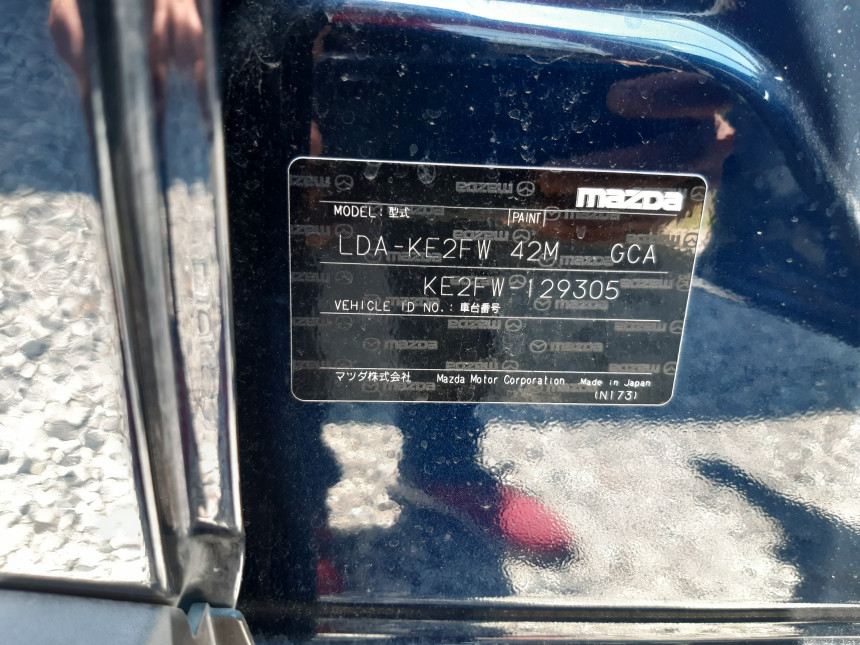 mazda
MODEL: 型式 PAINT
LDA-KE2FW 42M GCA
KE2FW-129305
VEHICLE ID NO.: 車台番号
マツダ株式会社 Mazda Motor Corporation Made in Japan
(N173)